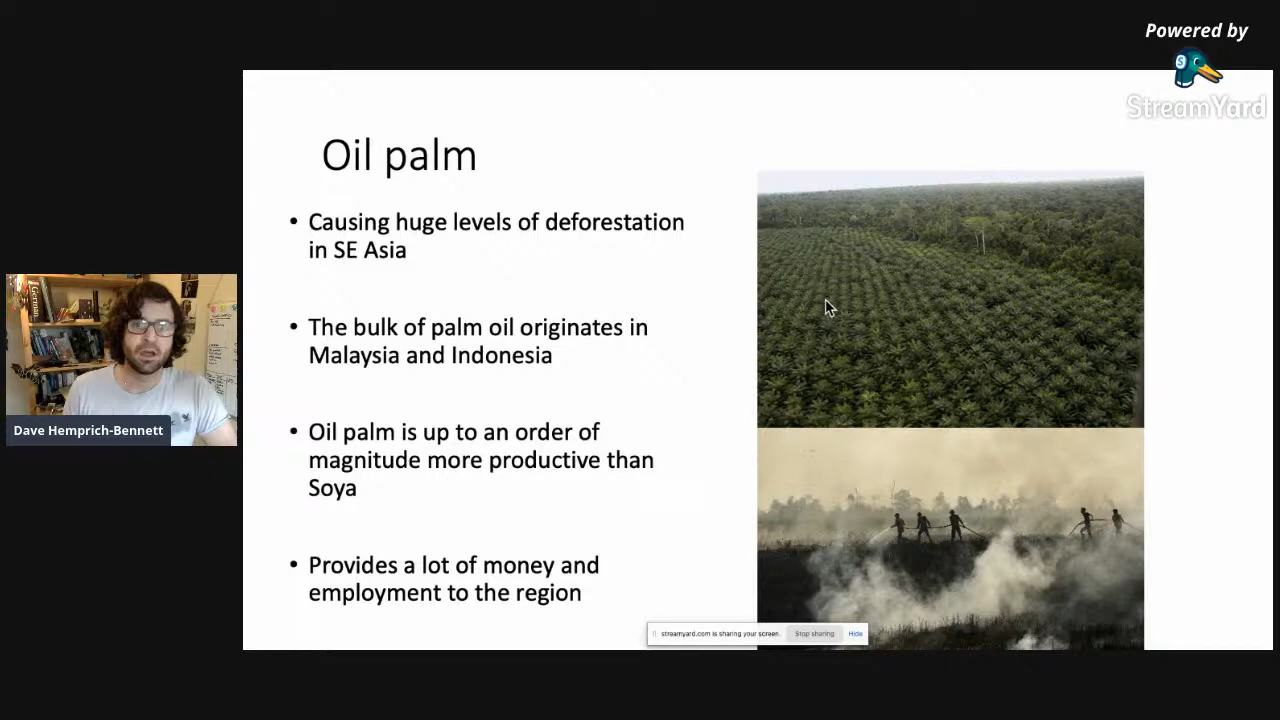 Powered by
StreamYard
Oil palm
• Causing huge levels of deforestation
in SE Asia
• The bulk of palm oil originates in
Malaysia and Indonesia
• Oil palm is up to an order of
magnitude more productive than
Soya
• Provides a lot of money and
employment to the region
German
Dave Hemprich-Bennett
streamyard.com is sharing your screen. Stop sharing Hide